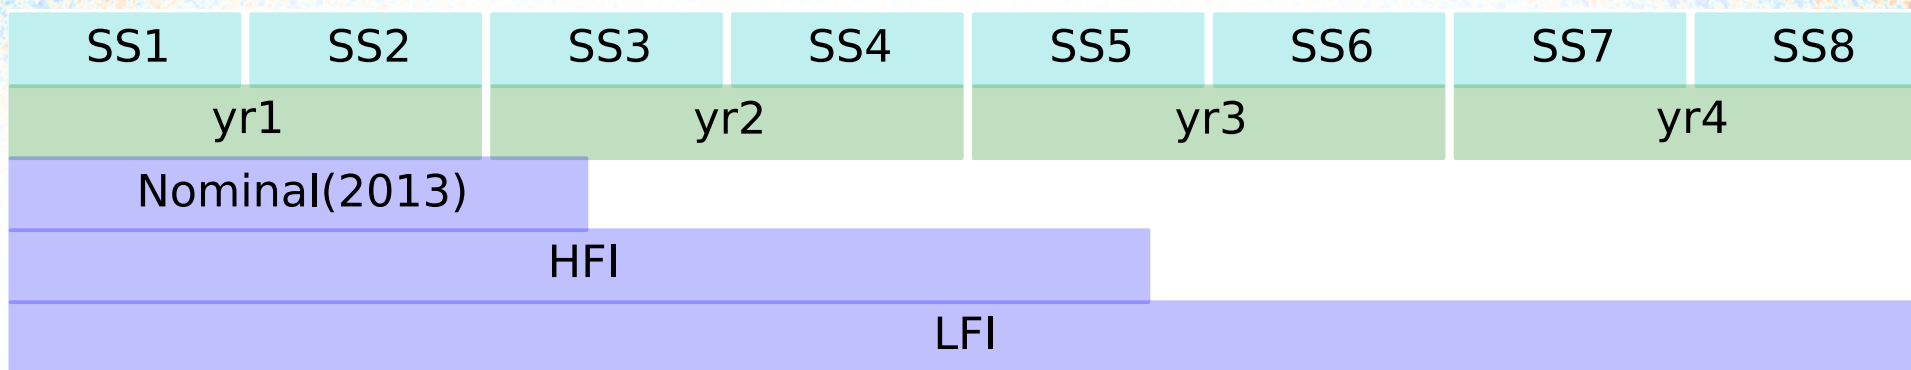 SS1 SS2 SS3 SS4 SS5 SS6 SS7 SS8
yr1 yr2 yr3 yr4
Nominal(2013)
HFI
LFI